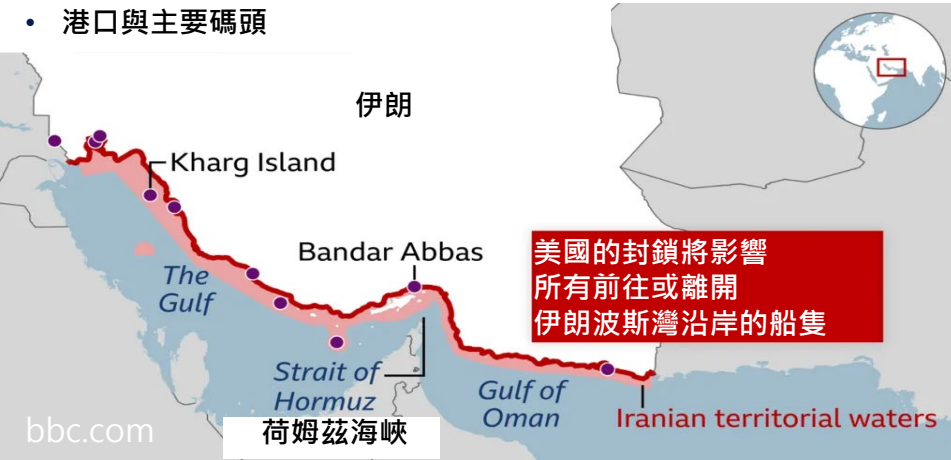 • 港口與主要碼頭
伊朗
Kharg Island
Bandar Abbas
美國的封鎖將影響
所有前往或離開
伊朗波斯灣沿岸的船隻
The
Gulf
Strait of
Hormuz
Gulf of
Oman
Iranian territorial waters
bbc.com
荷姆茲海峽